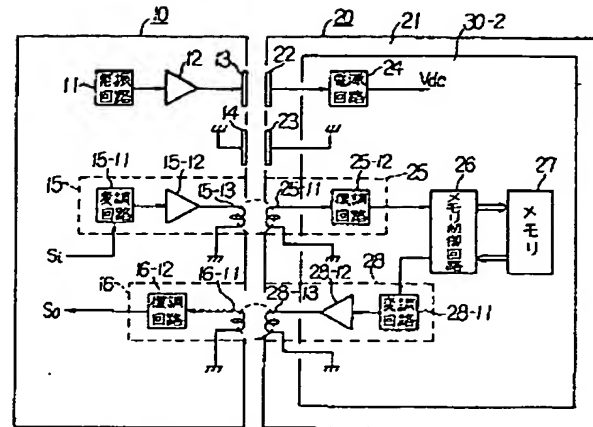 10
20
21
30-2
12
13
22
24
発振
回路
11
電源
回路
Vdc
14
23
15-11
15-12
25-12
25
26
27
15
15-13
25-11
変調
回路
復調
回路
メモリ制御回路
メモリ
Si
16-12
16-11
28-12
28
16
28-13
So
復調
回路
変調
回路
28-11